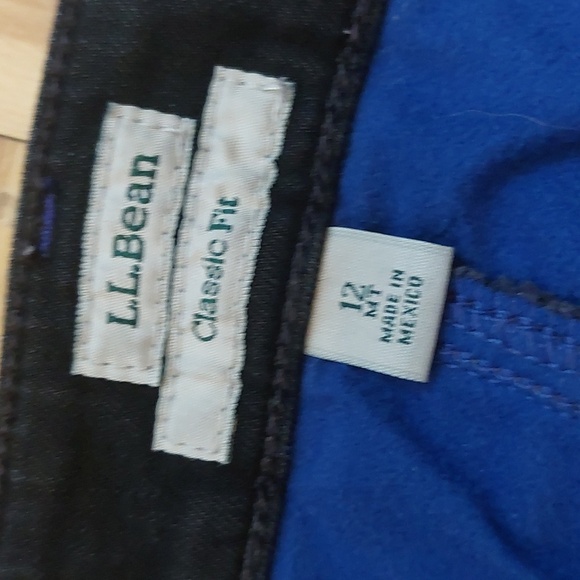 L.L.Bean
Classic Fit
12
MT
MADE IN
MEXICO